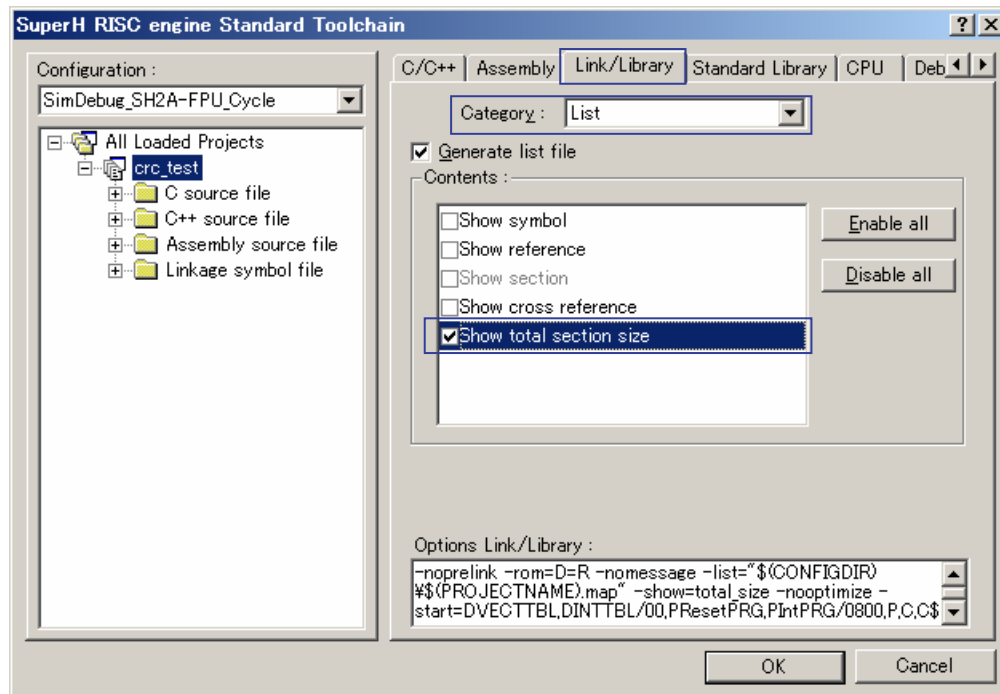 SuperH RISC engine Standard Toolchain
Configuration :
SimDebug_SH2A-FPU_Cycle
All Loaded Projects
crc_test
C source file
C++ source file
Assembly source file
Linkage symbol file
C/C++
Assembly
Link/Library
Standard Library
CPU
Deb
Category :
List
Generate list file
Contents :
Show symbol
Show reference
Show section
Show cross reference
Show total section size
Enable all
Disable all
Options Link/Library :
-noprelink -rom=D=R -nomessage -list="$(CONFIGDIR)
¥$(PROJECTNAME).map" -show=total_size -nooptimize -
start=DVECTTBL,DINTTBL/00,PResetPRG,PIntPRG/0800,P,C,C$
OK
Cancel